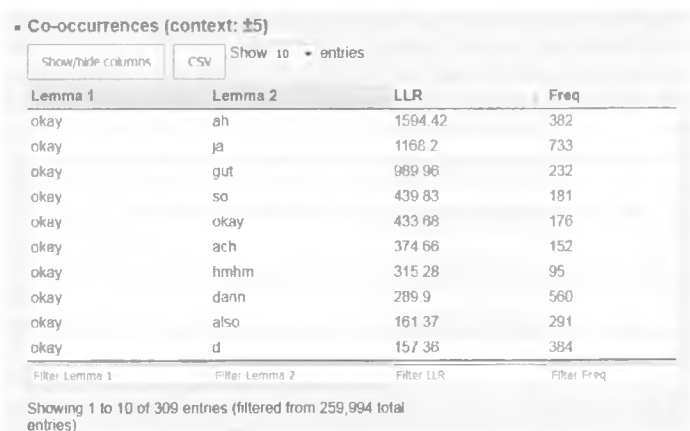 ▪ Co-occurrences (context: ±5)
Show/hide columns CSV Show 10 entries
Lemma 1 Lemma 2 LLR Freq
okay ah 1594.42 382
okay ja 1168.2 733
okay gut 989 96 232
okay so 439 83 181
okay okay 433 68 176
okay ach 374 66 152
okay hmhm 315 28 95
okay dann 289.9 560
okay also 161 37 291
okay d 157 36 384
Filter Lemma 1 Filter Lemma 2 Filter LLR Filter Freq
Showing 1 to 10 of 309 entries (filtered from 259,994 total
entries)